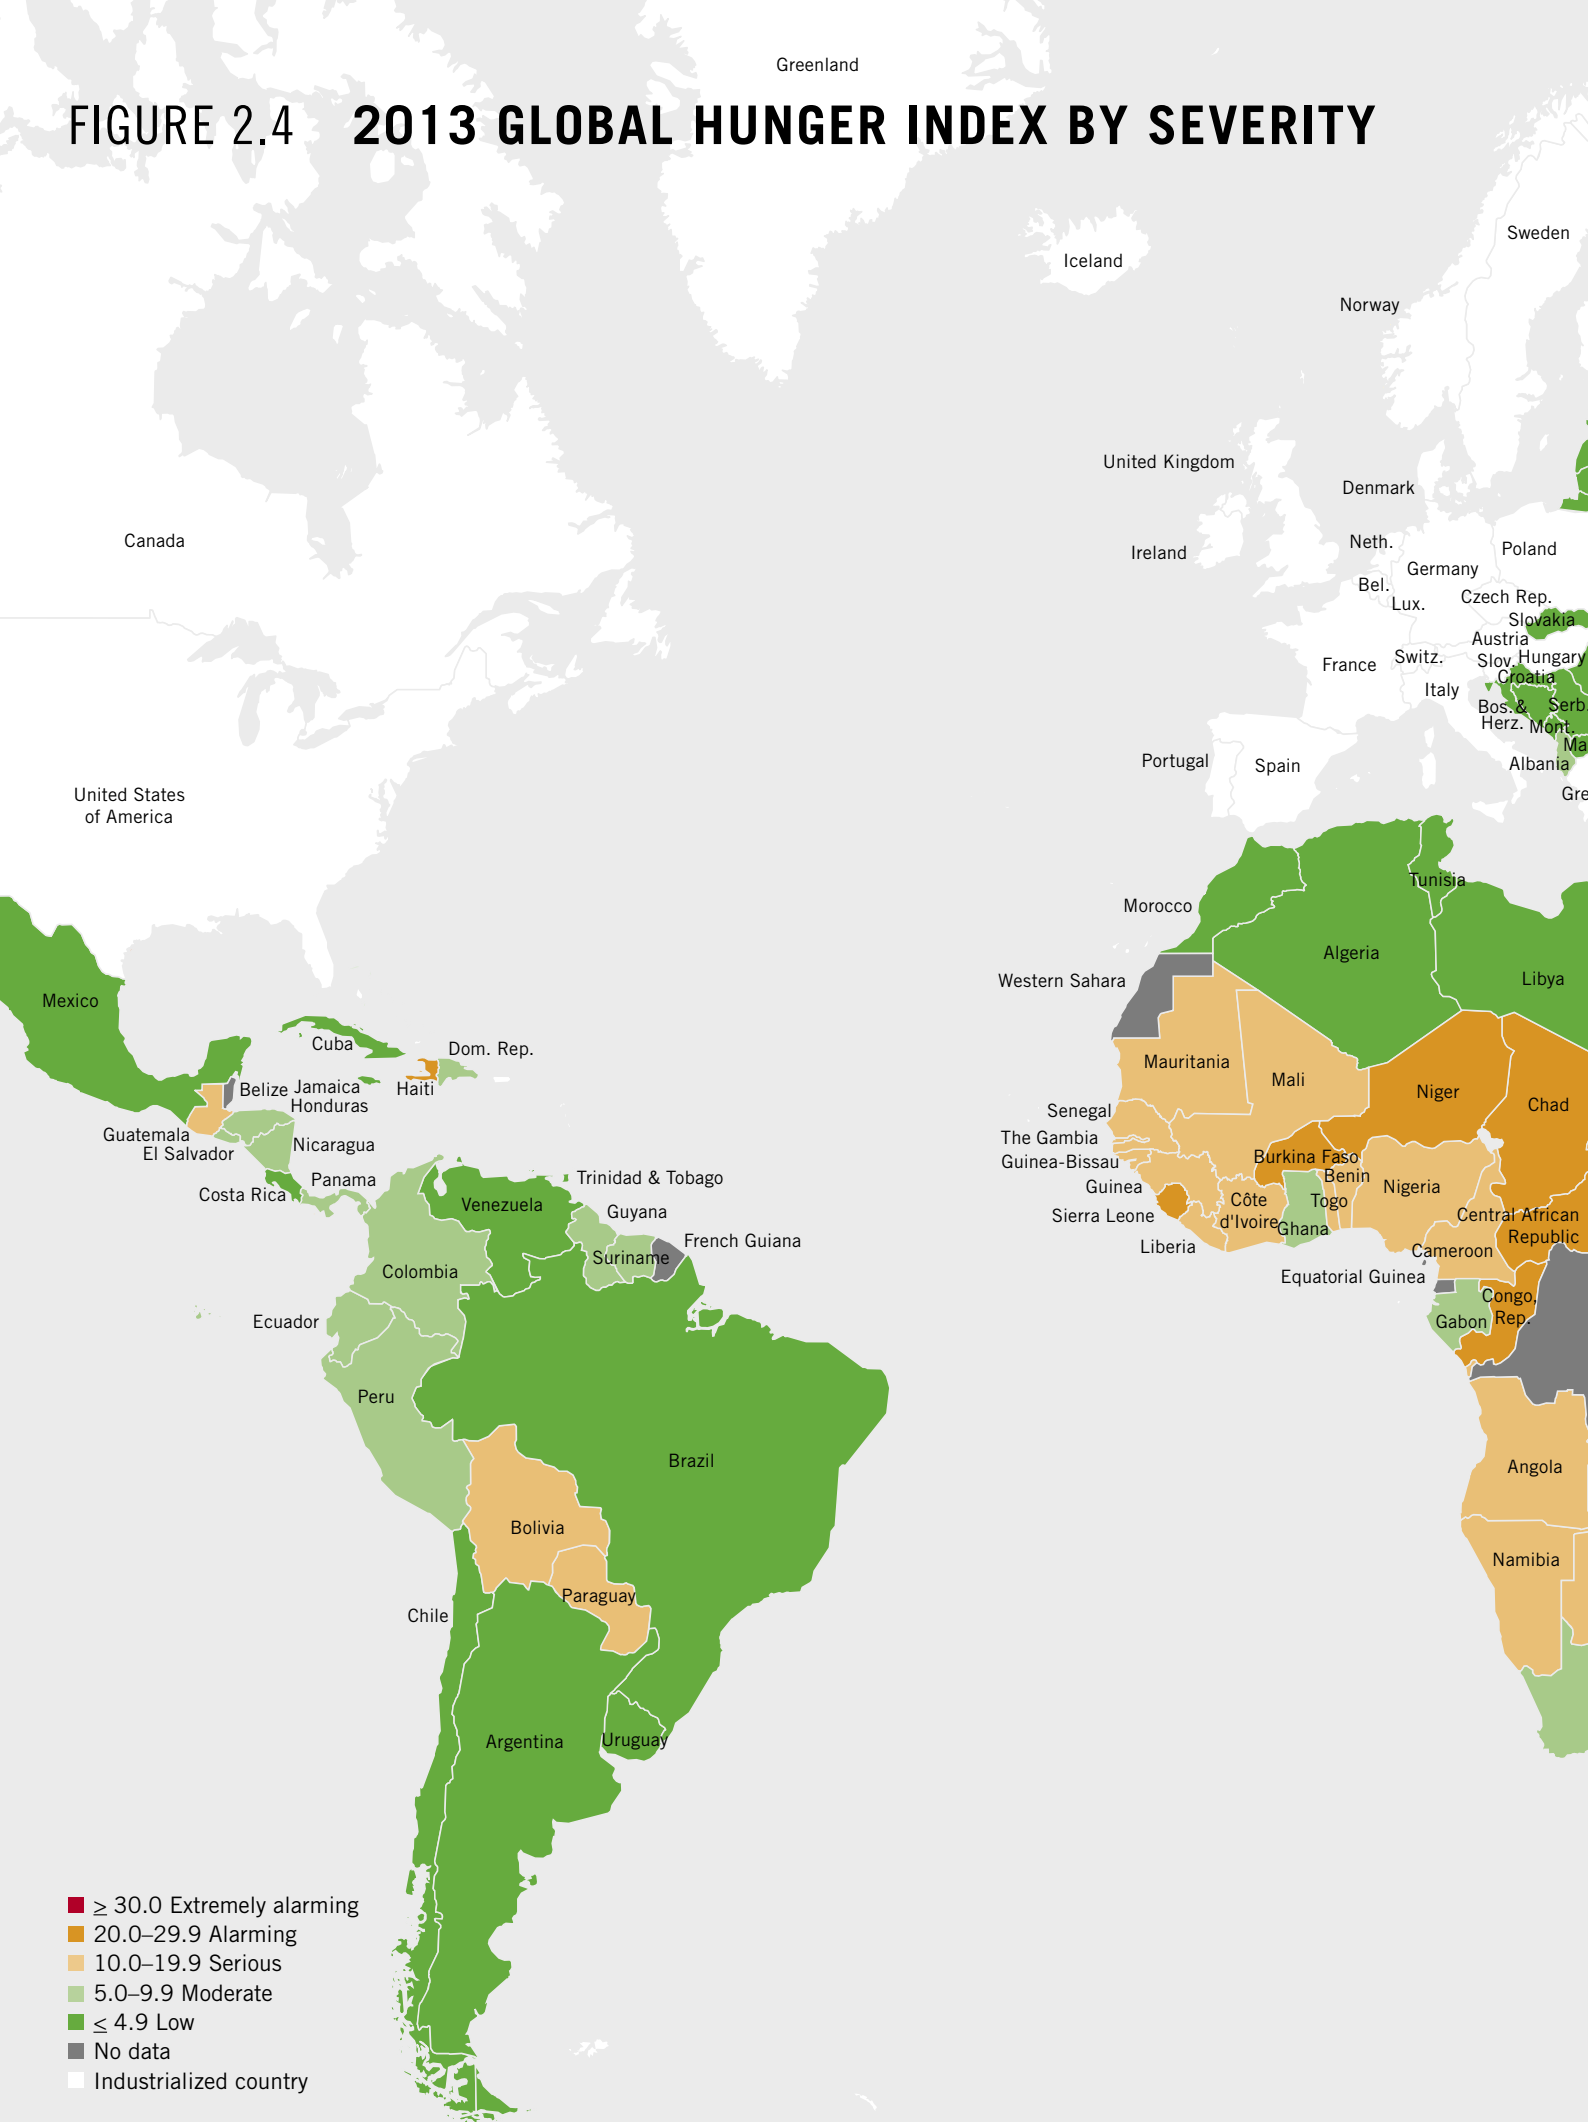 Greenland
FIGURE 2.4 2013 GLOBAL HUNGER INDEX BY SEVERITY
Sweden
Iceland
Norway
United Kingdom
Denmark
Canada
Neth.
Poland
Ireland
Germany
Bel.
Czech Rep.
Lux.
Slovakia
Austria
Switz.
Slov.
Hungary
France
Croatia
Italy
Bos.&
Herz.
Serb.
Mont.
Ma
Portugal
Spain
Albania
Gre
United States
of America
Tunisia
Morocco
Algeria
Libya
Western Sahara
Mexico
Cuba
Dom. Rep.
Mauritania
Mali
Niger
Chad
Belize
Jamaica
Haiti
Honduras
Senegal
Guatemala
The Gambia
El Salvador
Nicaragua
Guinea-Bissau
Burkina Faso
Benin
Panama
Trinidad & Tobago
Guinea
Nigeria
Costa Rica
Venezuela
Côte
d'Ivoire
Togo
Guyana
Sierra Leone
Ghana
Central African
Republic
Liberia
French Guiana
Suriname
Cameroon
Colombia
Equatorial Guinea
Congo,
Rep.
Ecuador
Gabon
Peru
Brazil
Angola
Bolivia
Namibia
Paraguay
Chile
Argentina
Uruguay
≥ 30.0 Extremely alarming
20.0–29.9 Alarming
10.0–19.9 Serious
5.0–9.9 Moderate
≤ 4.9 Low
No data
Industrialized country